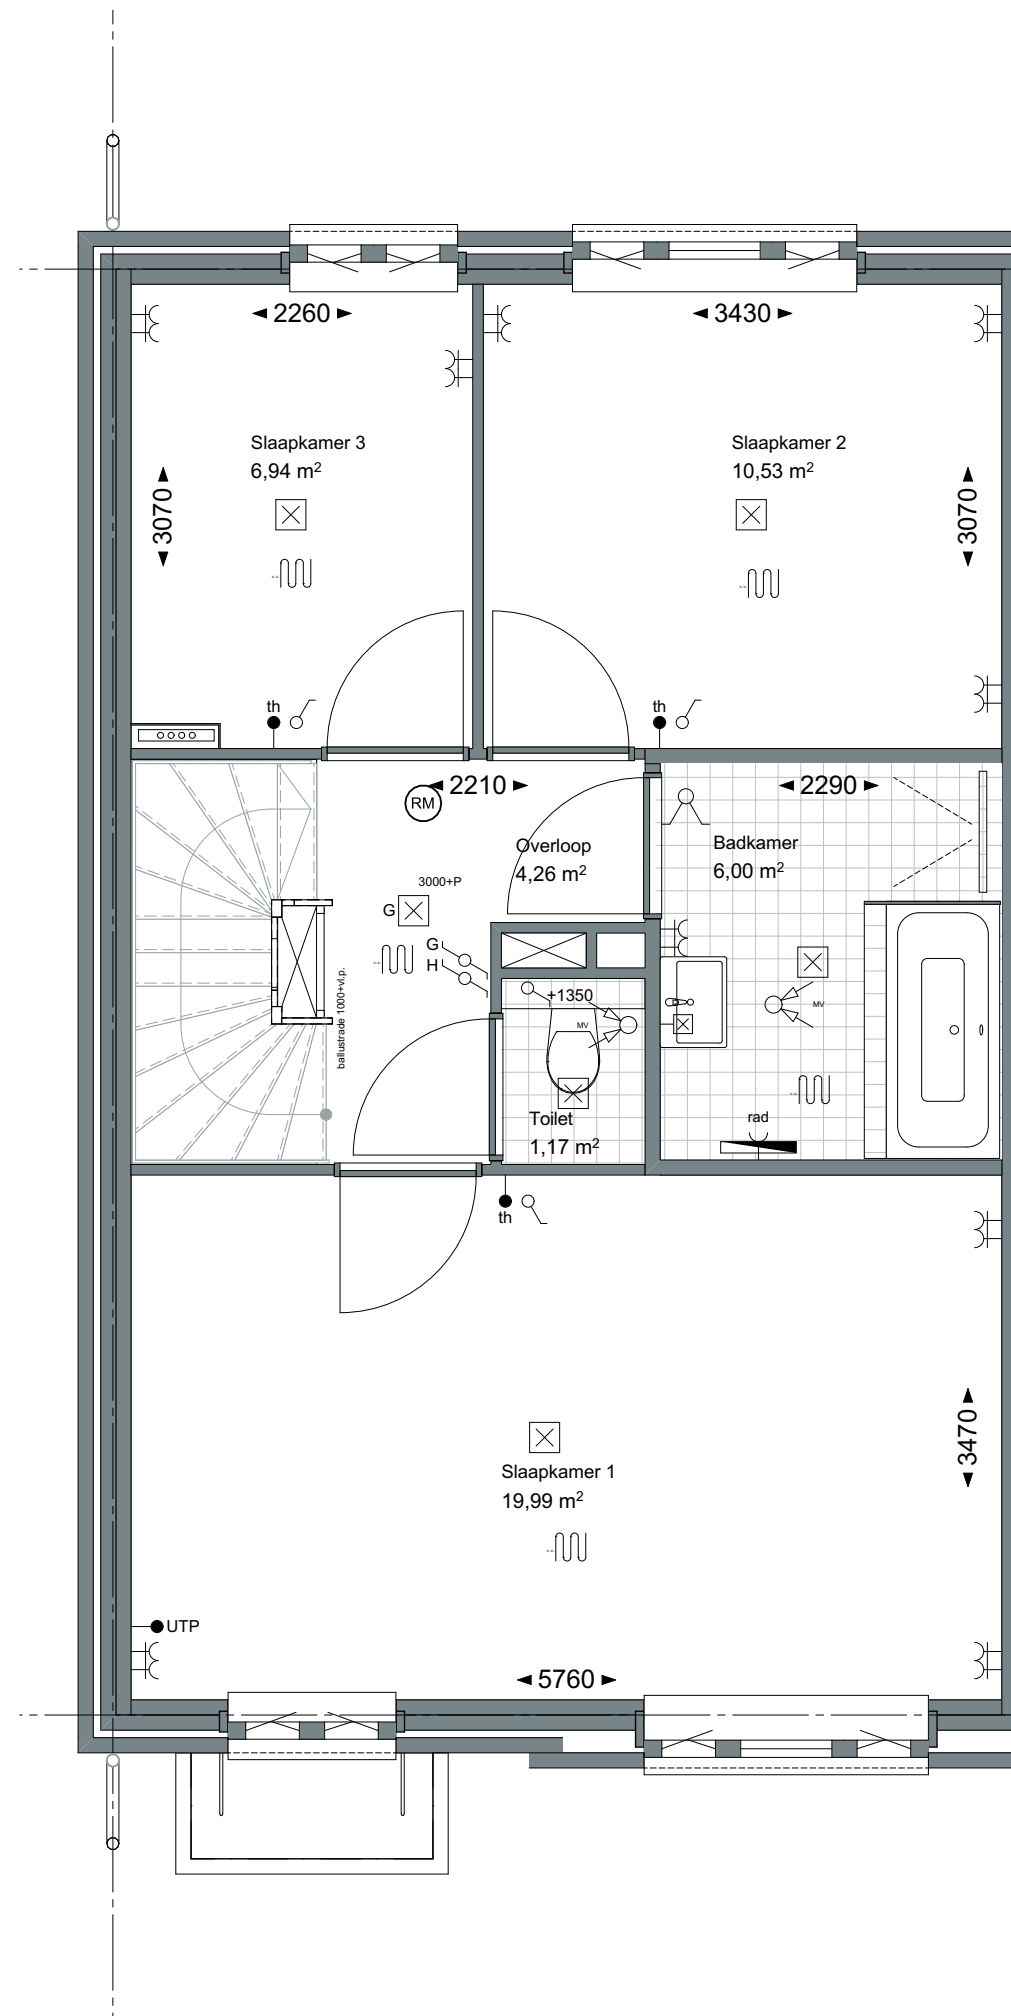 2260
3430
Slaapkamer 3
6,94 m²
Slaapkamer 2
10,53 m²
3070
3070
th
th
2210
2290
RM
Overloop
4,26 m²
Badkamer
6,00 m²
3000+P
G
G
H
ballustrade 1000+vl.p.
+1350
MV
MV
Toilet
1,17 m²
rad
th
3470
Slaapkamer 1
19,99 m²
UTP
5760